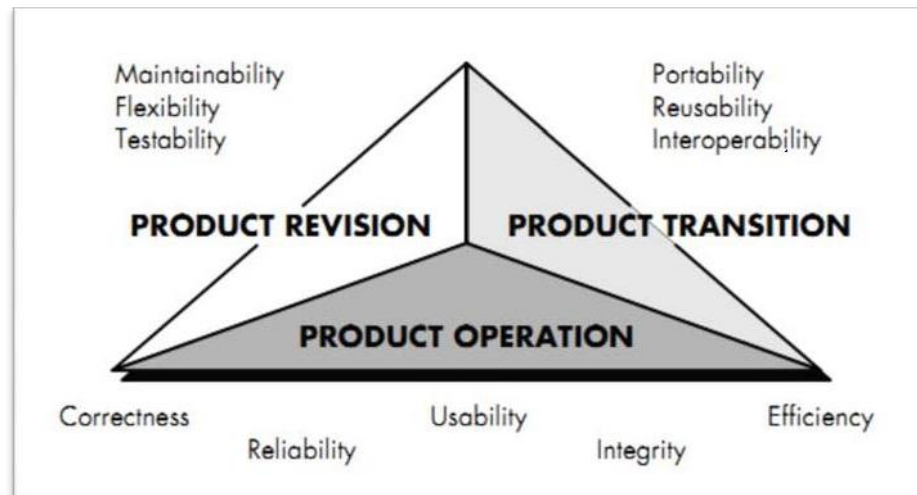 Maintainability
Flexibility
Testability
Portability
Reusability
Interoperability
PRODUCT REVISION
PRODUCT TRANSITION
PRODUCT OPERATION
Correctness
Usability
Efficiency
Reliability
Integrity